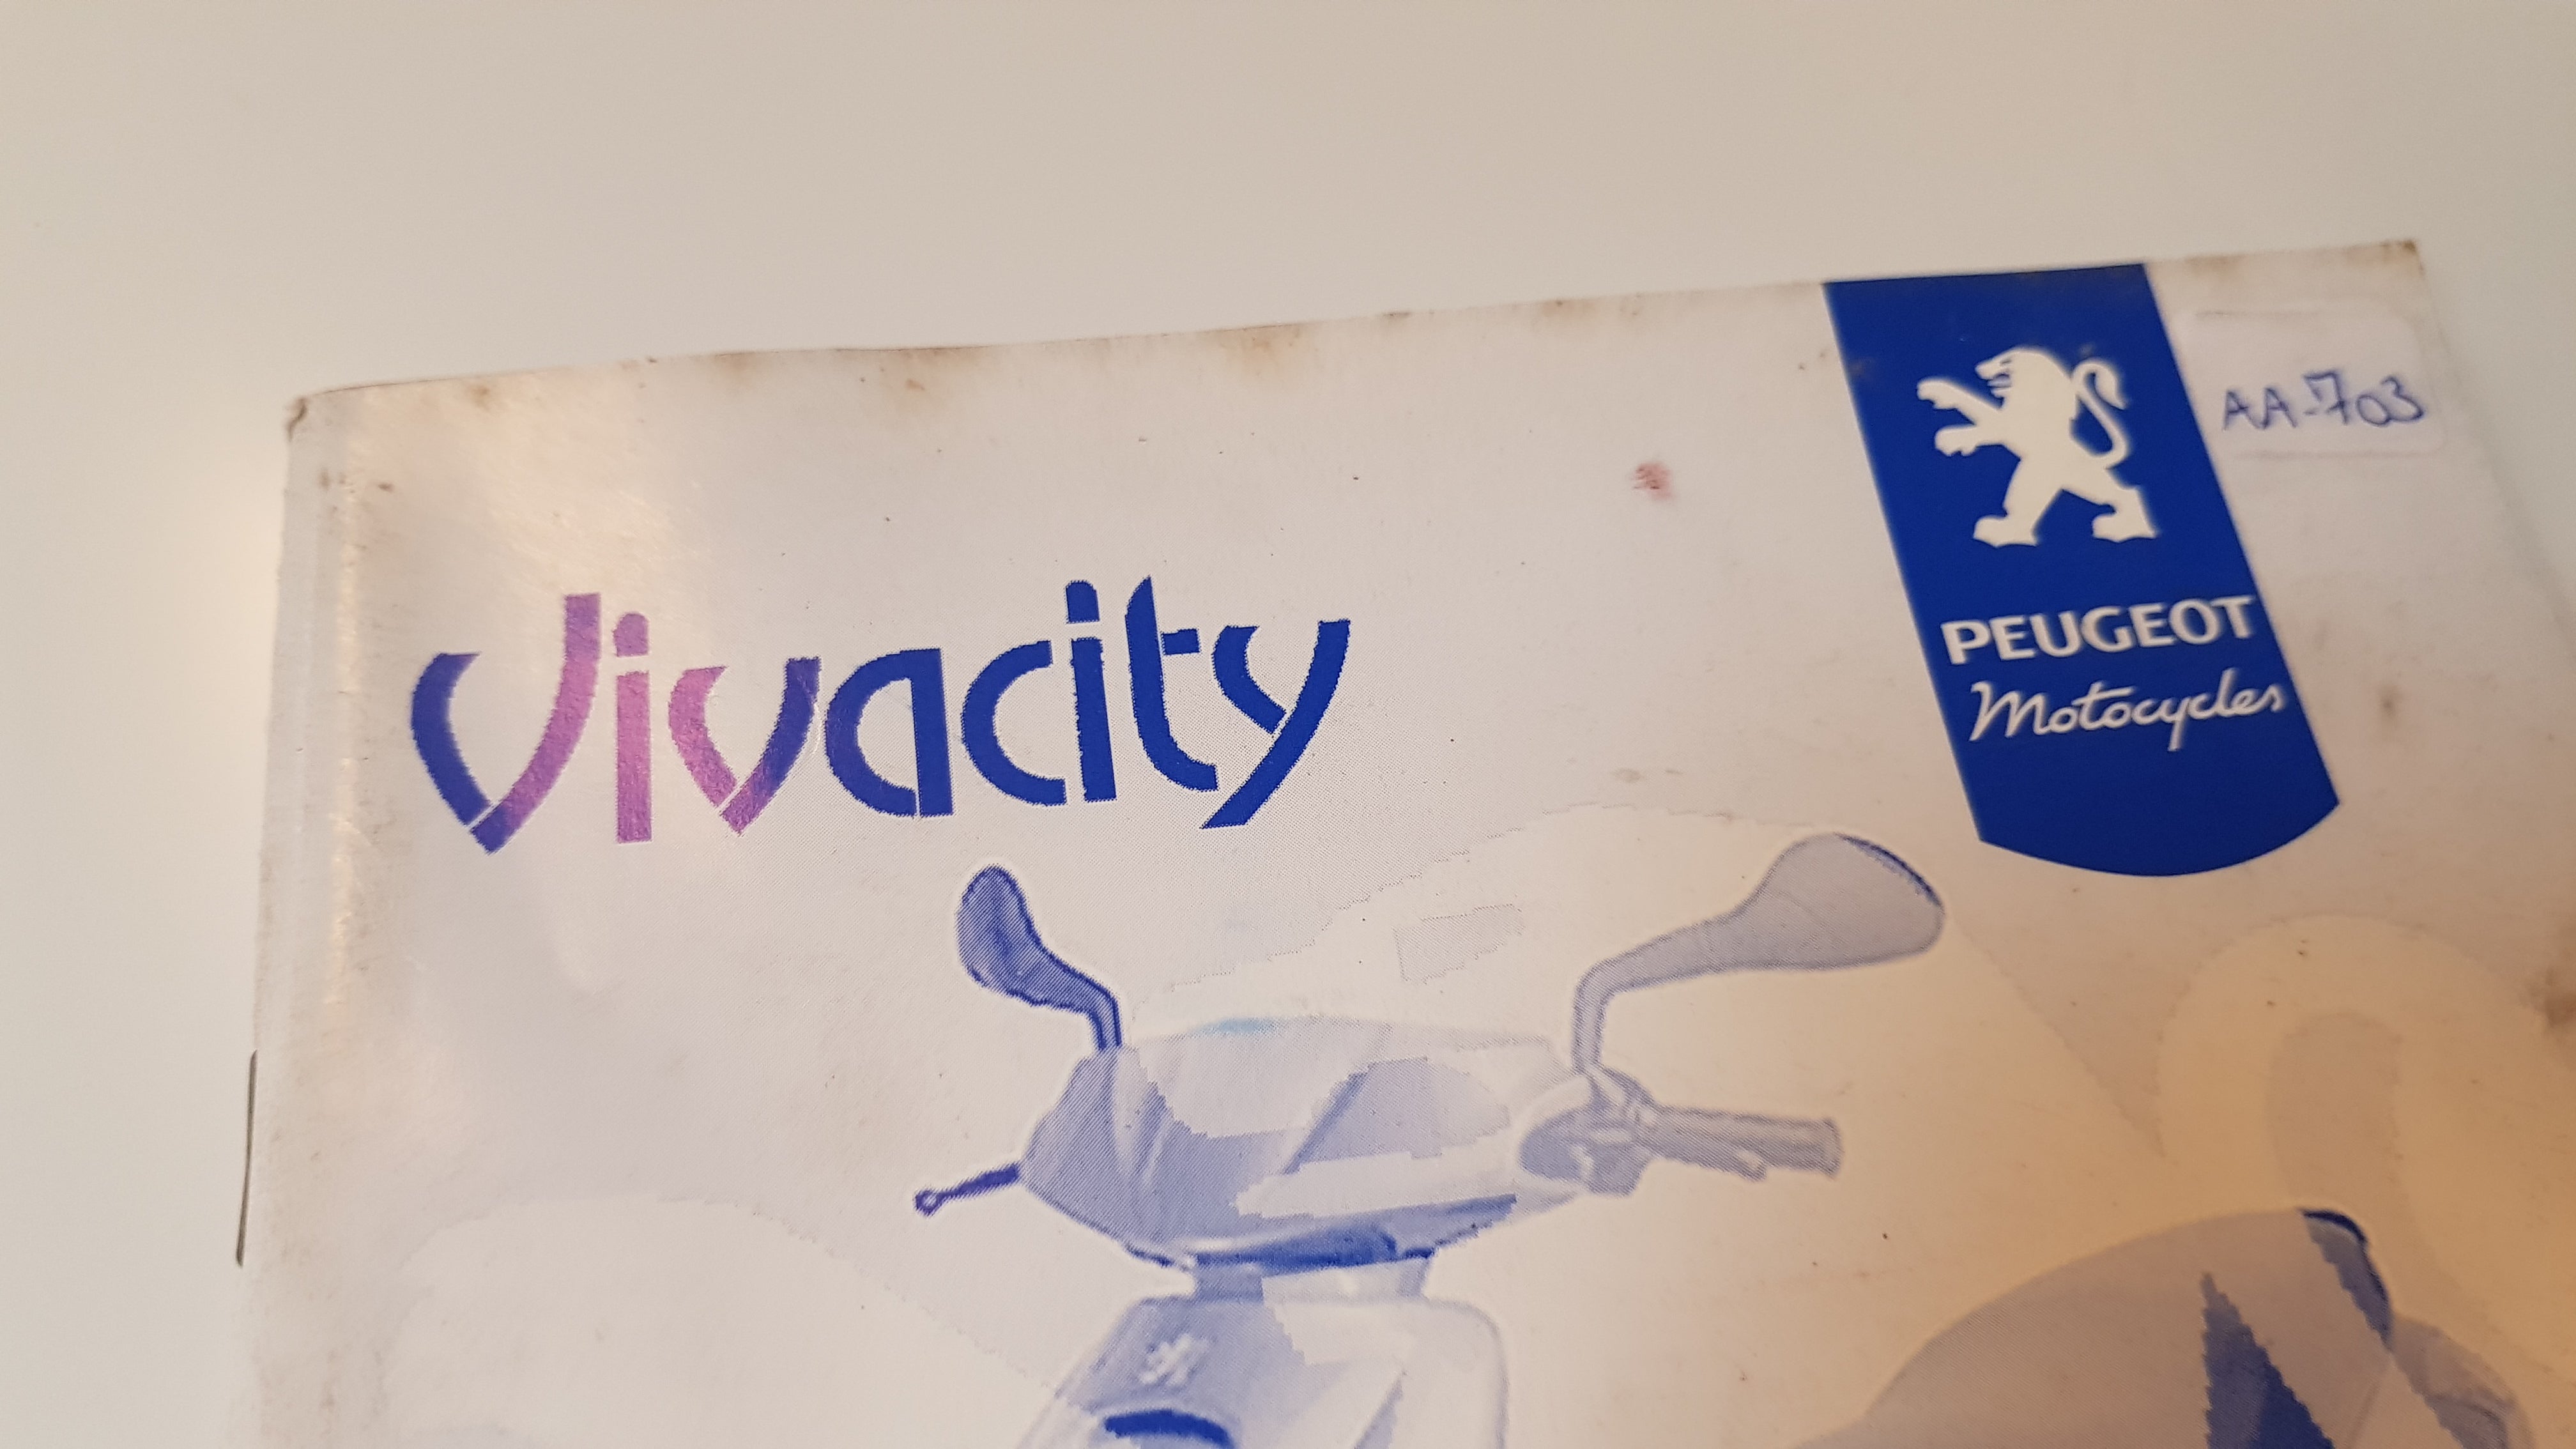 Vivacity
AA-703
PEUGEOT
Motocycles